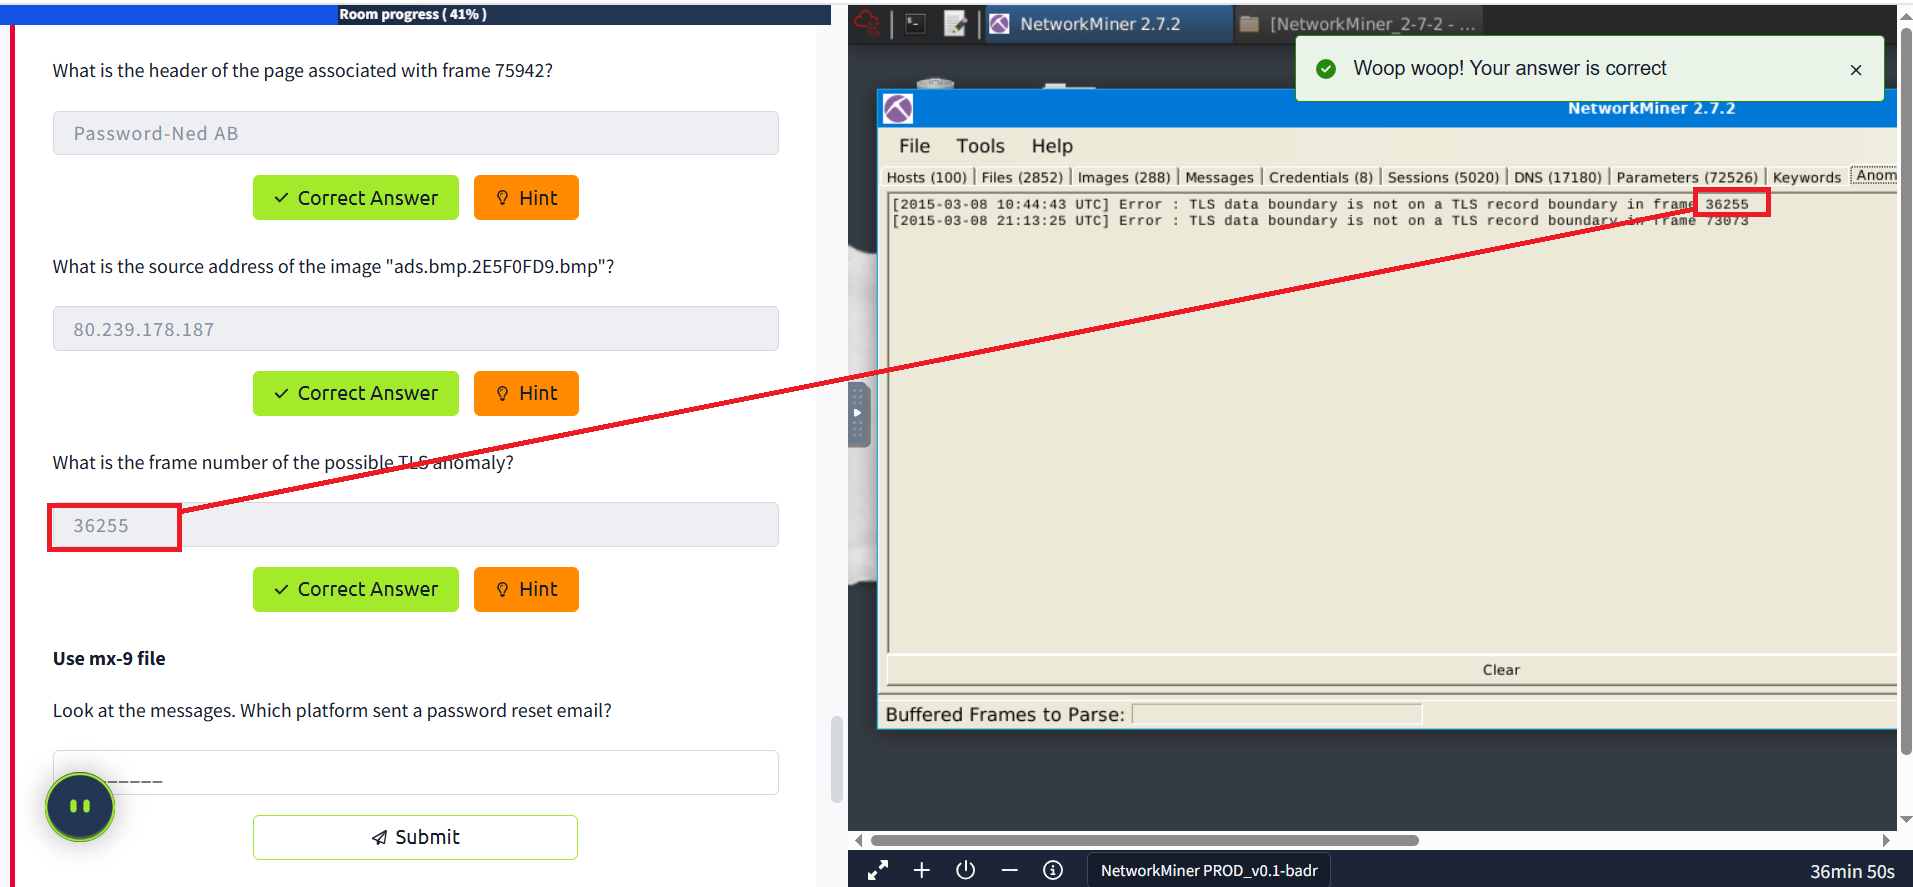 Room progress ( 41% )
What is the header of the page associated with frame 75942?
Password-Ned AB
Correct Answer
Hint
What is the source address of the image "ads.bmp.2E5F0FD9.bmp"?
80.239.178.187
Correct Answer
Hint
What is the frame number of the possible TLS anomaly?
36255
Correct Answer
Hint
Use mx-9 file
Look at the messages. Which platform sent a password reset email?
Submit
NetworkMiner 2.7.2
[NetworkMiner_2-7-2 - ...
Woop woop! Your answer is correct
NetworkMiner 2.7.2
File Tools Help
Hosts (100) Files (2852) Images (288) Messages Credentials (8) Sessions (5020) DNS (17180) Parameters (72526) Keywords Anom
[2015-03-08 10:44:43 UTC] Error : TLS data boundary is not on a TLS record boundary in frame 36255
[2015-03-08 21:13:25 UTC] Error : TLS data boundary is not on a TLS record boundary in frame 73073
Clear
Buffered Frames to Parse:
NetworkMiner PROD_v0.1-badr
36min 50s